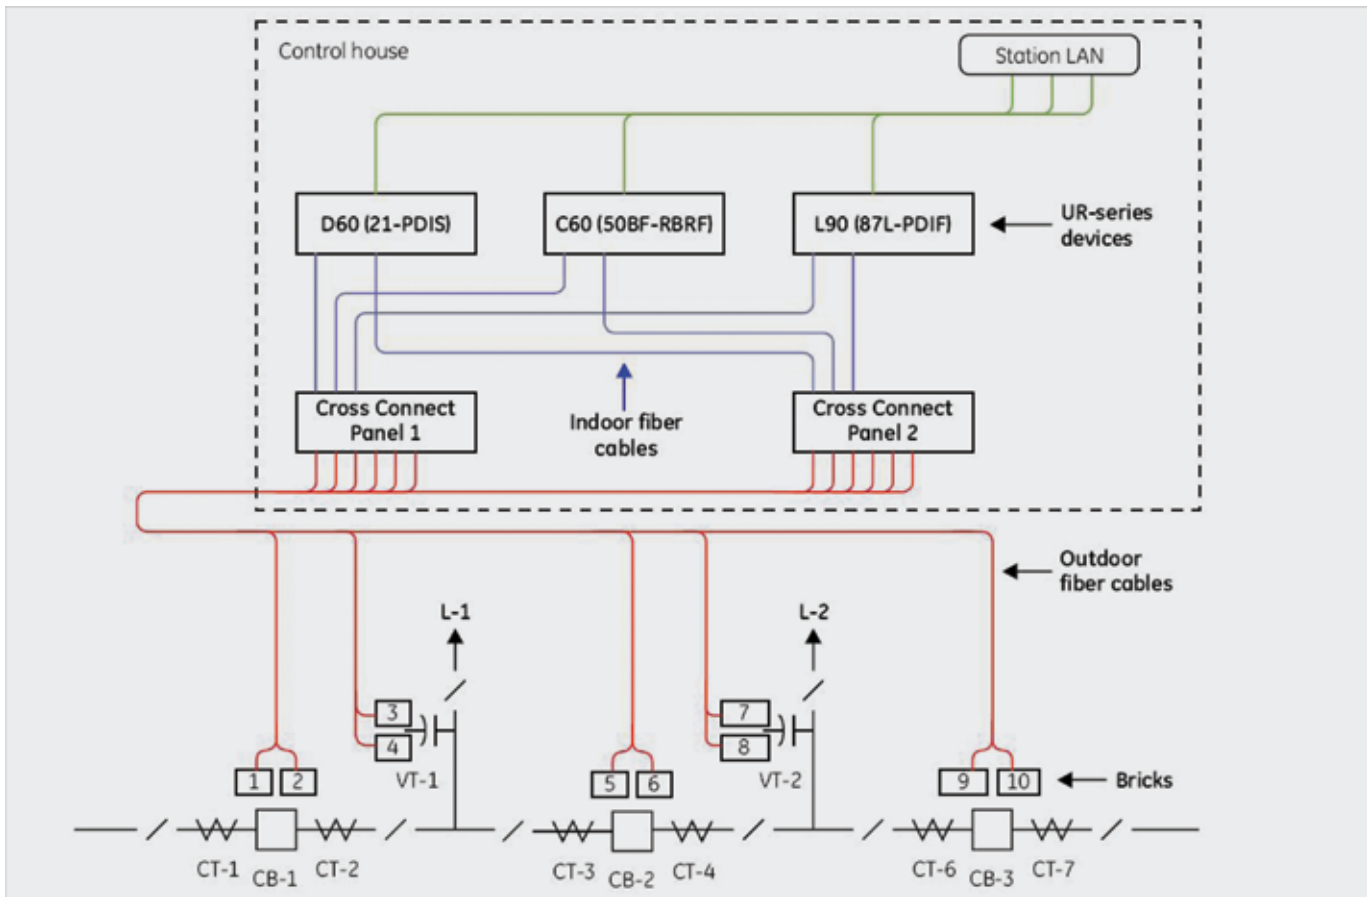 Control house
Station LAN
D60 (21-PDIS)
C60 (50BF-RBRF)
L90 (87L-PDIF)
UR-series
devices
Cross Connect
Panel 1
Indoor fiber
cables
Cross Connect
Panel 2
Outdoor
fiber cables
L-1
L-2
3
4
VT-1
7
8
VT-2
1
2
5
6
9
10
Bricks
CT-1
CB-1
CT-2
CT-3
CB-2
CT-4
CT-6
CB-3
CT-7